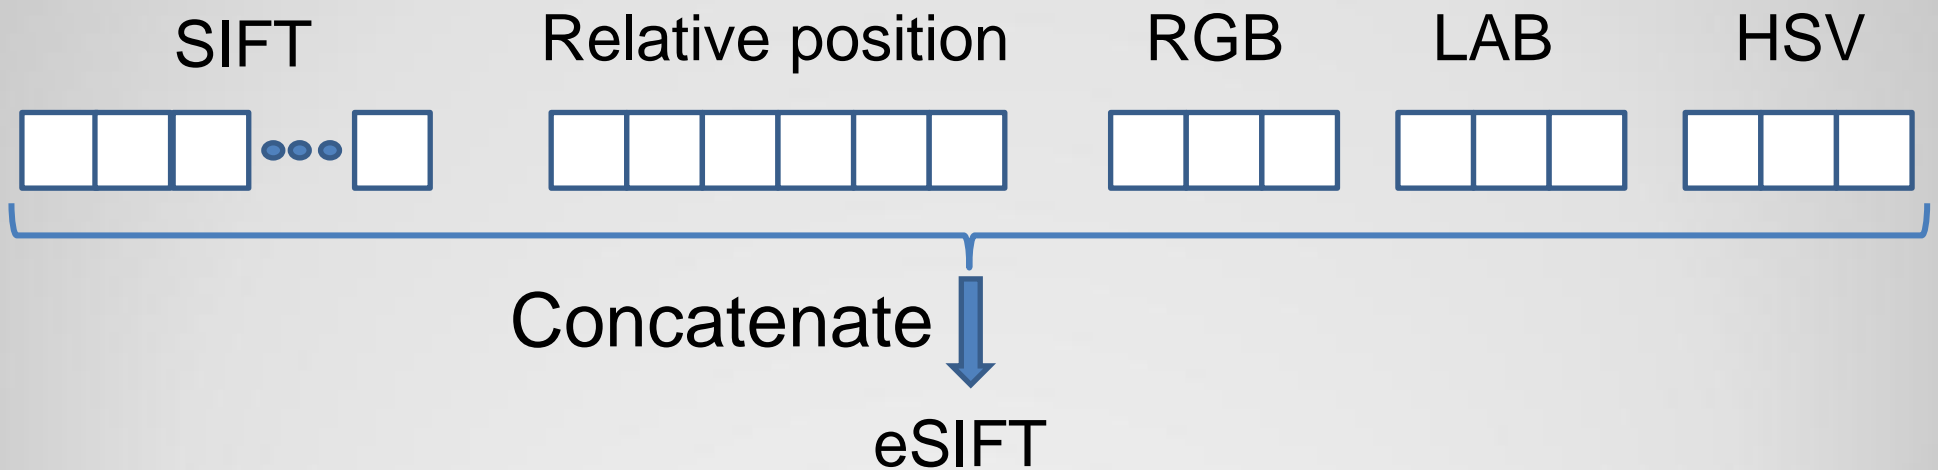 SIFT Relative position RGB LAB HSV
Concatenate
eSIFT